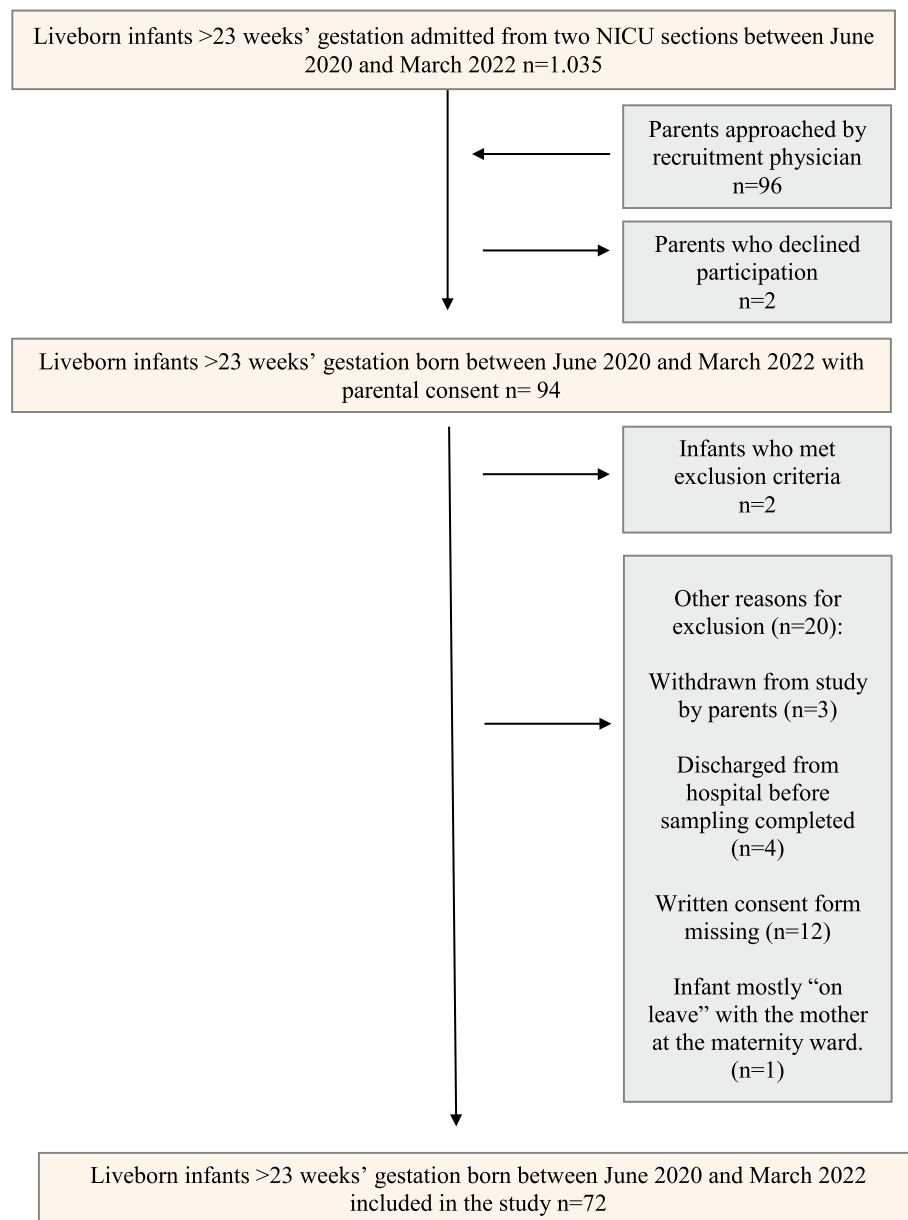 Liveborn infants >23 weeks’ gestation admitted from two NICU sections between June
2020 and March 2022 n=1.035
Parents approached by
recruitment physician
n=96
Parents who declined
participation
n=2
Liveborn infants >23 weeks’ gestation born between June 2020 and March 2022 with
parental consent n= 94
Infants who met
exclusion criteria
n=2
Other reasons for
exclusion (n=20):
Withdrawn from study
by parents (n=3)
Discharged from
hospital before
sampling completed
(n=4)
Written consent form
missing (n=12)
Infant mostly “on
leave” with the mother
at the maternity ward.
(n=1)
Liveborn infants >23 weeks’ gestation born between June 2020 and March 2022
included in the study n=72